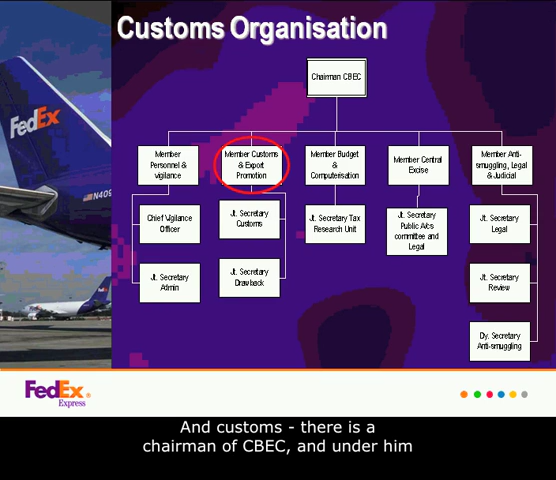 Customs Organisation
FedEx
N409
Chairman CBEC
Member
Personnel &
vigilance
Member Customs
& Export
Promotion
Member Budget
&
Computerisation
Member Central
Excise
Member Anti-
smuggling, Legal
& Judicial
Chief Vigilance
Officer
Jt. Secretary
Customs
Jt. Secretary Tax
Research Unit
Jt. Secretary
Public A/cs
committee and
Legal
Jt. Secretary
Legal
Jt. Secretary
Admin
Jt. Secretary
Drawback
Jt. Secretary
Review
Dy. Secretary
Anti-smuggling
FedEx
Express
And customs - there is a
chairman of CBEC, and under him